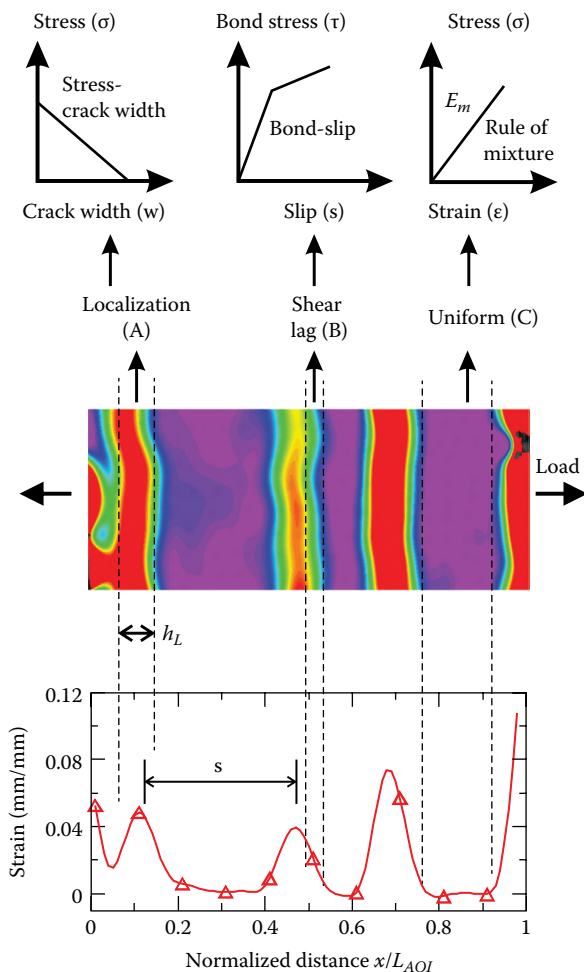 Stress (σ)
Bond stress (τ)
Stress (σ)
Stress-
crack width
Bond-slip
E_m
Rule of
mixture
Crack width (w)
Slip (s)
Strain (ε)
Localization
(A)
Shear
lag (B)
Uniform (C)
Load
h_L
0.12
0.08
0.04
0
Strain (mm/mm)
s
0 0.2 0.4 0.6 0.8 1
Normalized distance x/L_AOI